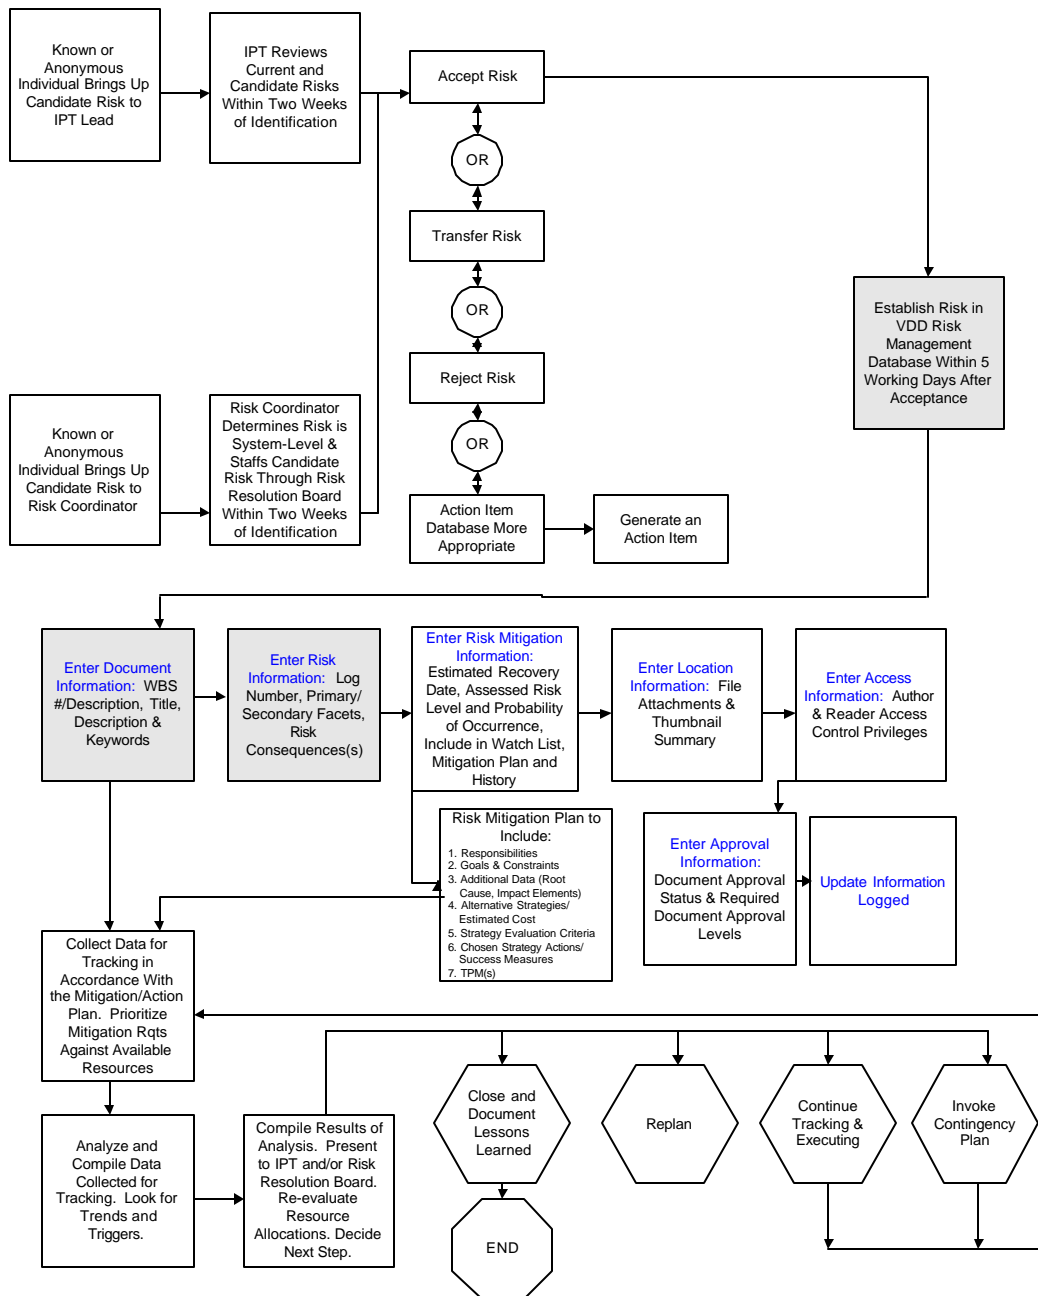 Known or
Anonymous
Individual Brings Up
Candidate Risk to
IPT Lead
IPT Reviews
Current and
Candidate Risks
Within Two Weeks
of Identification
Accept Risk
OR
Transfer Risk
OR
Reject Risk
OR
Action Item
Database More
Appropriate
Generate an
Action Item
Establish Risk in
VDD Risk
Management
Database Within 5
Working Days After
Acceptance
Known or
Anonymous
Individual Brings Up
Candidate Risk to
Risk Coordinator
Risk Coordinator
Determines Risk is
System-Level &
Staffs Candidate
Risk Through Risk
Resolution Board
Within Two Weeks
of Identification
Enter Document
Information: WBS
#/Description, Title,
Description &
Keywords
Enter Risk
Information: Log
Number, Primary/
Secondary Facets,
Risk
Consequences(s)
Enter Risk Mitigation
Information:
Estimated Recovery
Date, Assessed Risk
Level and Probability
of Occurrence,
Include in Watch List,
Mitigation Plan and
History
Enter Location
Information: File
Attachments &
Thumbnail
Summary
Enter Access
Information: Author
& Reader Access
Control Privileges
Risk Mitigation Plan to
Include:
1. Responsibilities
2. Goals & Constraints
3. Additional Data (Root
Cause, Impact Elements)
4. Alternative Strategies/
Estimated Cost
5. Strategy Evaluation Criteria
6. Chosen Strategy Actions/
Success Measures
7. TPM(s)
Enter Approval
Information:
Document Approval
Status & Required
Document Approval
Levels
Update Information
Logged
Collect Data for
Tracking in
Accordance With
the Mitigation/Action
Plan. Prioritize
Mitigation Rqts
Against Available
Resources
Analyze and
Compile Data
Collected for
Tracking. Look for
Trends and
Triggers.
Compile Results of
Analysis. Present
to IPT and/or Risk
Resolution Board.
Re-evaluate
Resource
Allocations. Decide
Next Step.
Close and
Document
Lessons
Learned
Replan
Continue
Tracking &
Executing
Invoke
Contingency
Plan
END